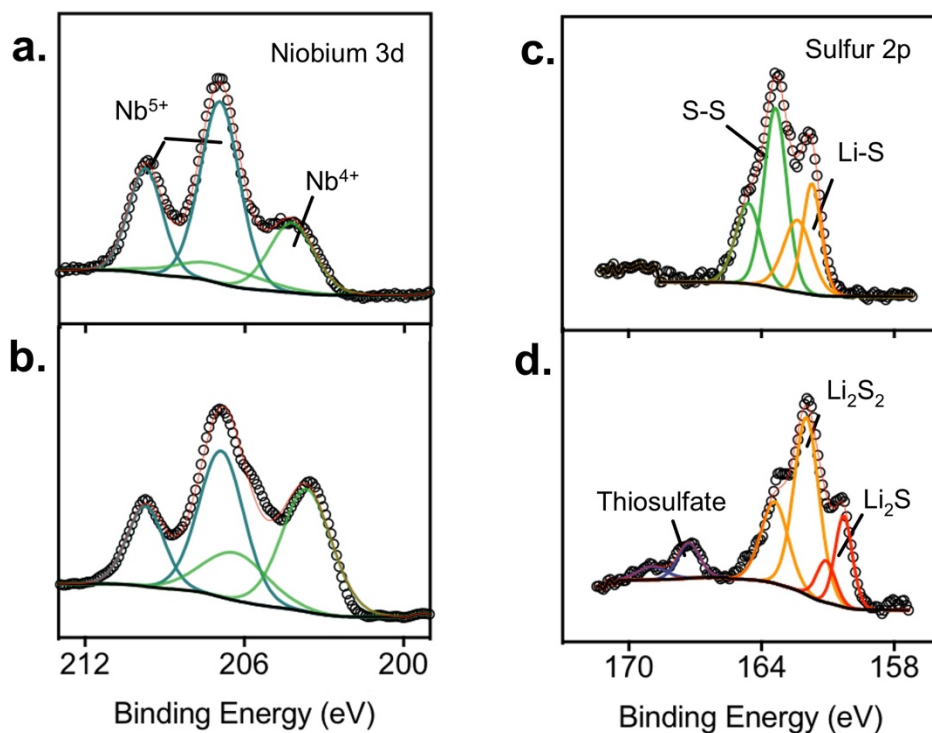 a.
Niobium 3d
Nb⁵⁺
Nb⁴⁺
b.
212 206 200
Binding Energy (eV)
c.
Sulfur 2p
S-S
Li-S
d.
Li₂S₂
Thiosulfate
Li₂S
170 164 158
Binding Energy (eV)